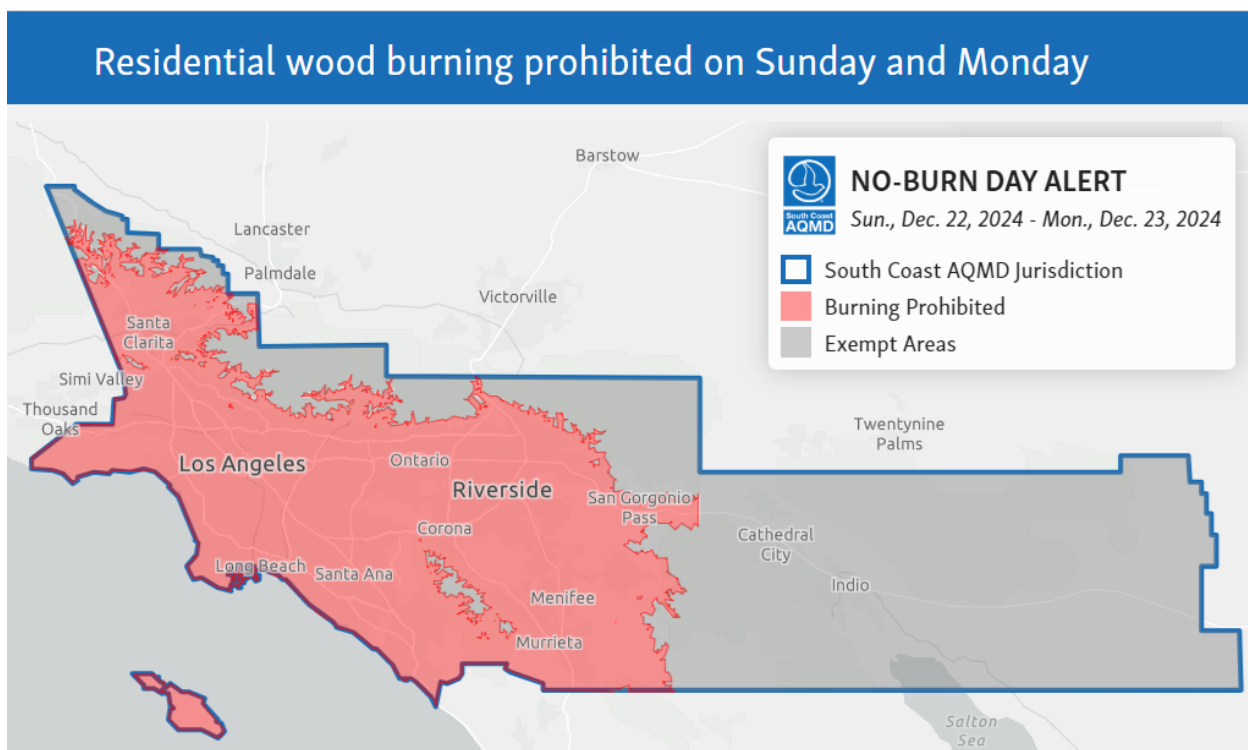 Residential wood burning prohibited on Sunday and Monday
Barstow
NO-BURN DAY ALERT
South Coast
AQMD
Sun., Dec. 22, 2024 - Mon., Dec. 23, 2024
South Coast AQMD Jurisdiction
Burning Prohibited
Exempt Areas
Lancaster
Palmdale
Victorville
Santa
Clarita
Simi Valley
Thousand
Oaks
Twentynine
Palms
Los Angeles
Ontario
Riverside
San Gorgonio
Pass
Corona
Cathedral
City
Long Beach
Santa Ana
Indio
Menifee
Murrieta
Salton
Sea